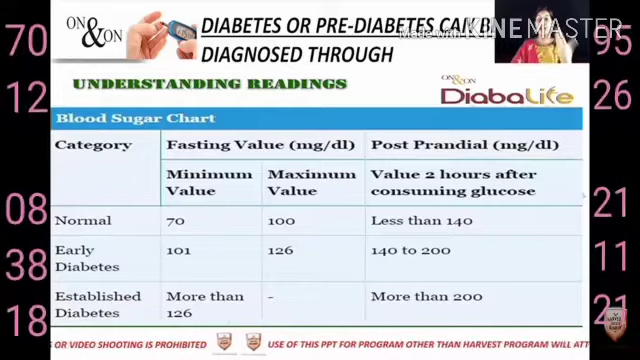 ON & ON
DIABETES OR PRE-DIABETES CAN B
DIAGNOSED THROUGH
Made with KINEMASTER
UNDERSTANDING READINGS
ON & ON
DiabaLife
70
12
08
38
18
95
26
21
11
21
Blood Sugar Chart
Category Fasting Value (mg/dl) Post Prandial (mg/dl)
Minimum Value Maximum Value Value 2 hours after consuming glucose
Normal 70 100 Less than 140
Early Diabetes 101 126 140 to 200
Established Diabetes More than 126 - More than 200
OR VIDEO SHOOTING IS PROHIBITED USE OF THIS PPT FOR PROGRAM OTHER THAN HARVEST PROGRAM WILL ATT